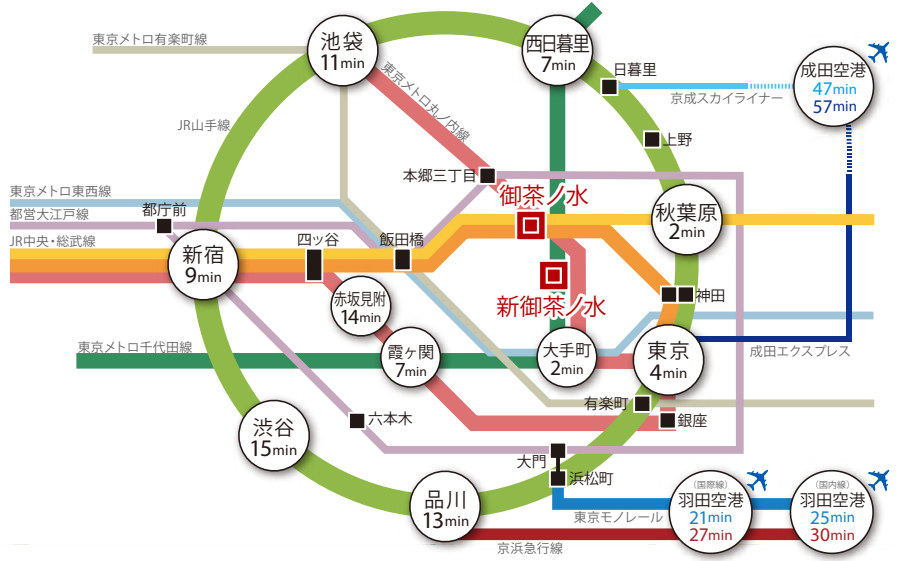 東京メトロ有楽町線
池袋
11min
西日暮里
7min
日暮里
成田空港
47min
57min
京成スカイライナー
東京メトロ丸ノ内線
JR山手線
上野
本郷三丁目
御茶ノ水
東京メトロ東西線
都営大江戸線
都庁前
秋葉原
2min
JR中央・総武線
新宿
9min
四ッ谷
飯田橋
新御茶ノ水
神田
赤坂見附
14min
東京メトロ千代田線
霞ヶ関
7min
大手町
2min
東京
4min
成田エクスプレス
有楽町
銀座
六本木
渋谷
15min
大門
浜松町
品川
13min
東京モノレール
京浜急行線
(国際線)
羽田空港
21min
27min
(国内線)
羽田空港
25min
30min